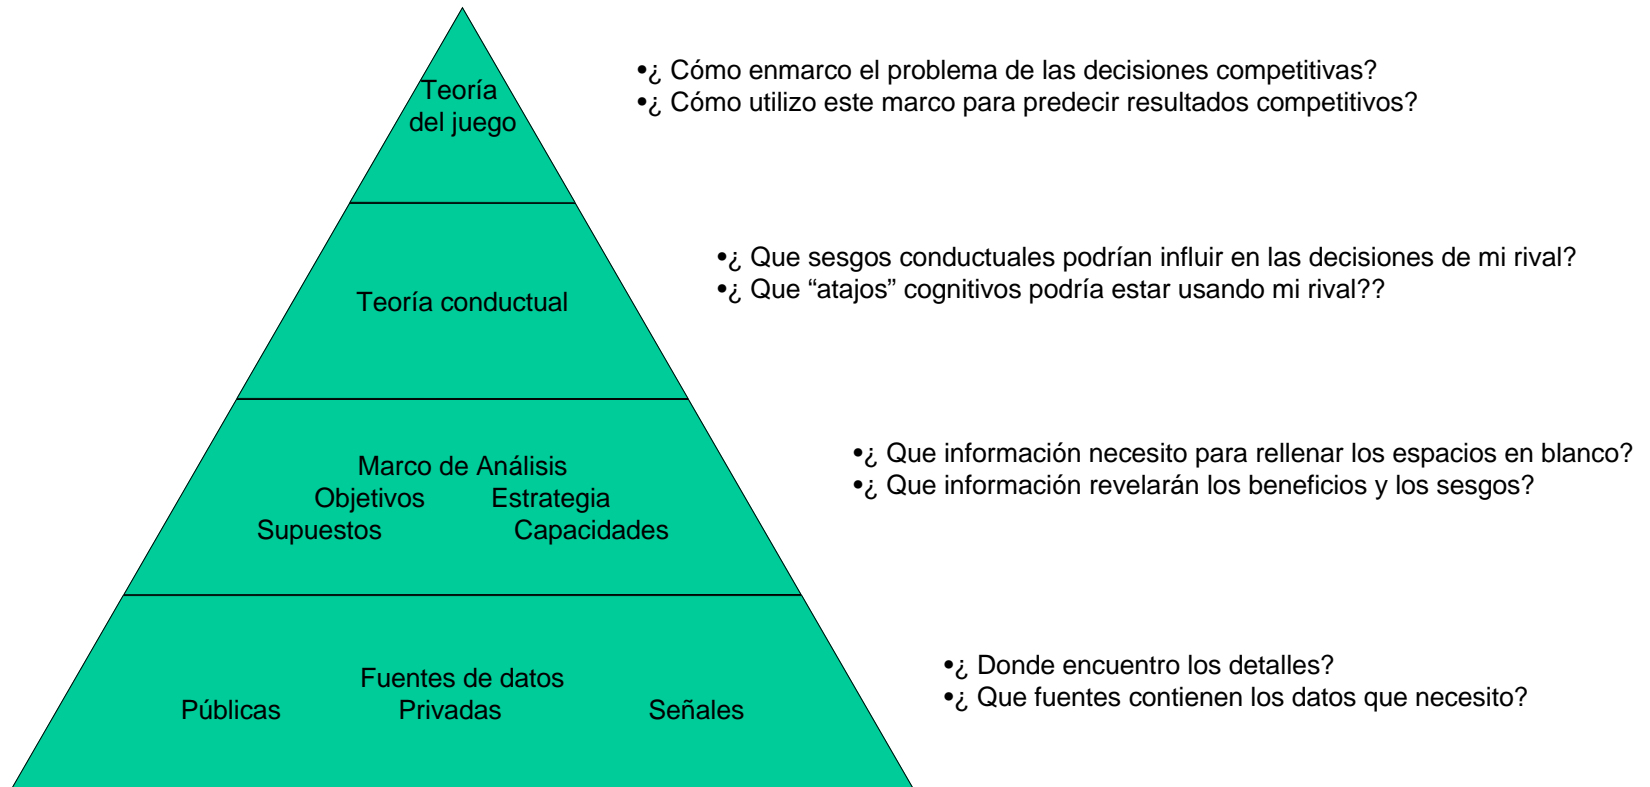 Teoría
del juego
•¿ Cómo enmarco el problema de las decisiones competitivas?
•¿ Cómo utilizo este marco para predecir resultados competitivos?
Teoría conductual
•¿ Que sesgos conductuales podrían influir en las decisiones de mi rival?
•¿ Que “atajos” cognitivos podría estar usando mi rival??
Marco de Análisis
Objetivos Estrategia
Supuestos Capacidades
•¿ Que información necesito para rellenar los espacios en blanco?
•¿ Que información revelarán los beneficios y los sesgos?
Fuentes de datos
Públicas Privadas Señales
•¿ Donde encuentro los detalles?
•¿ Que fuentes contienen los datos que necesito?